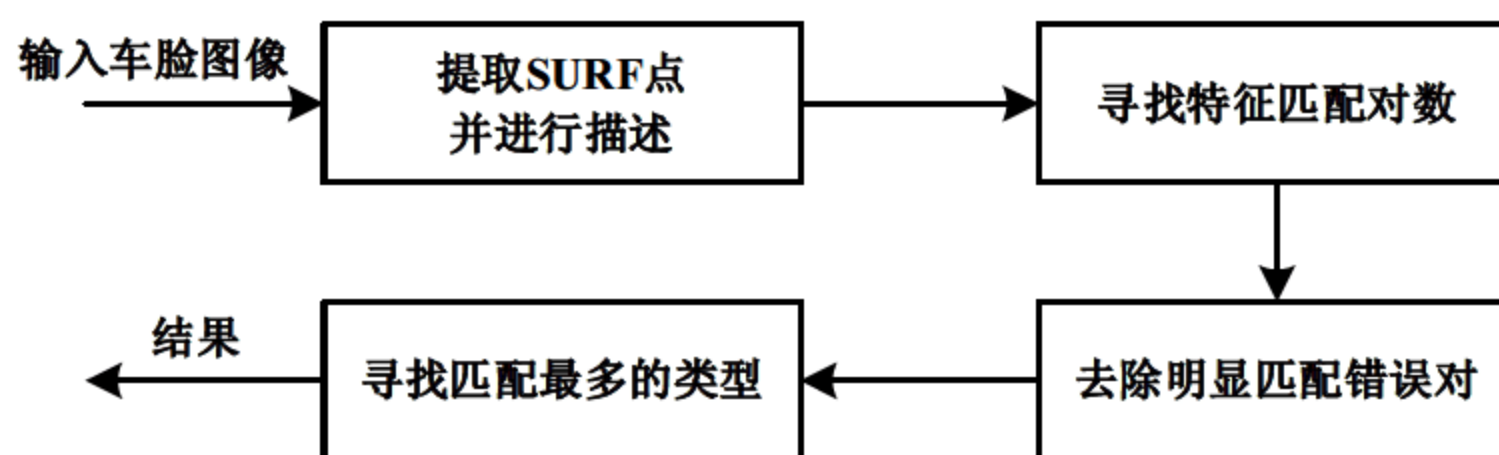 输入车脸图像
提取SURF点
并进行描述
寻找特征匹配对数
去除明显匹配错误对
寻找匹配最多的类型
结果